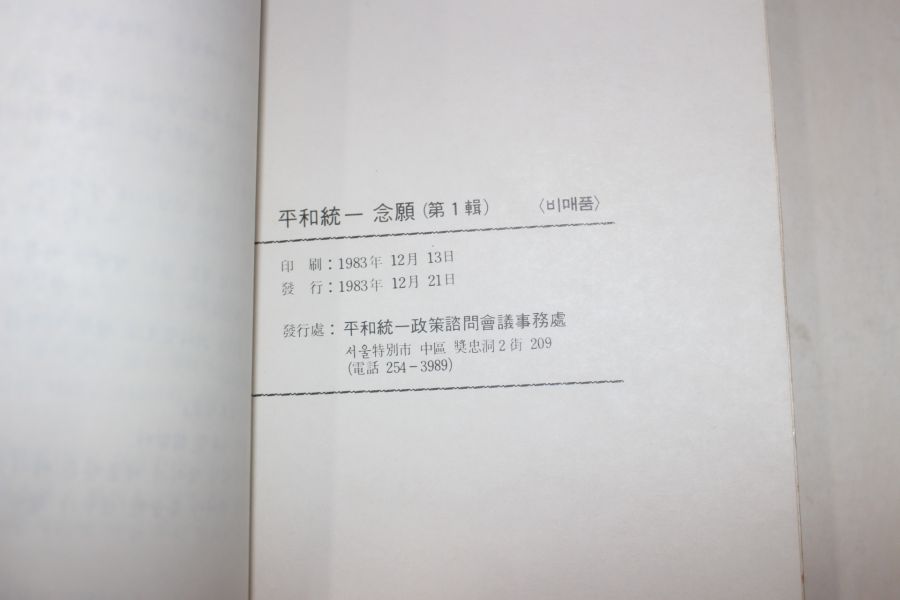 平和統一 念願 (第1輯) 〈비매품〉
印 刷 : 1983年 12月 13日
發 行 : 1983年 12月 21日
發行處 : 平和統一政策諮問會議事務處
서울特別市 中區 奬忠洞2街 209
(電話 254-3989)